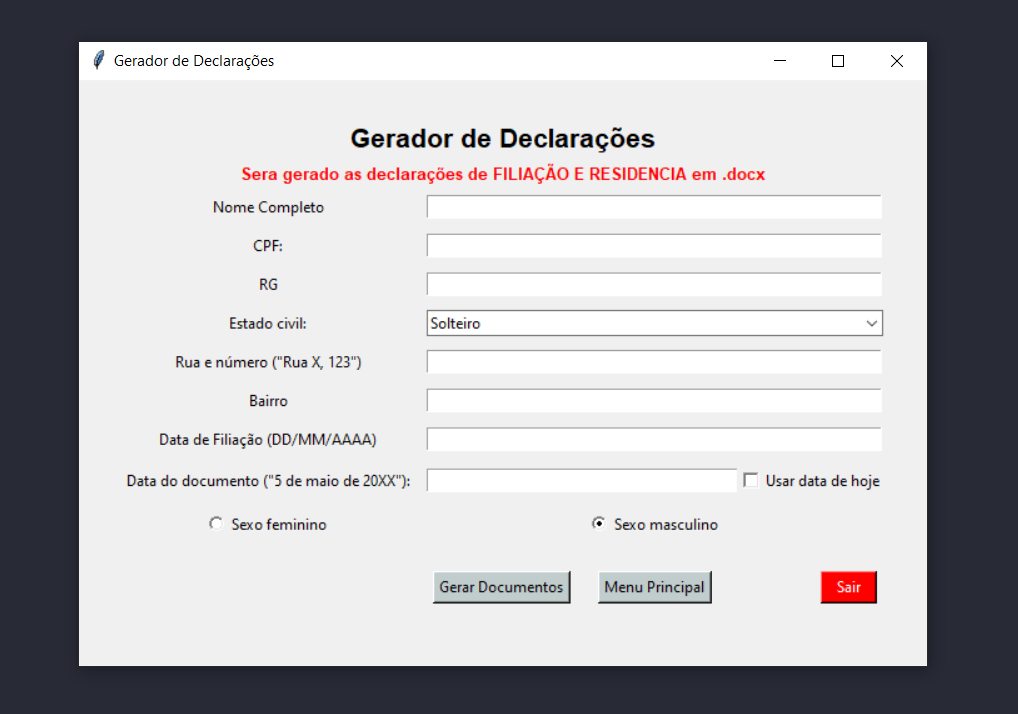 Gerador de Declarações
Gerador de Declarações
Sera gerado as declarações de FILIAÇÃO E RESIDENCIA em .docx
Nome Completo
CPF:
RG
Estado civil: Solteiro
Rua e número ("Rua X, 123")
Bairro
Data de Filiação (DD/MM/AAAA)
Data do documento ("5 de maio de 20XX"): Usar data de hoje
Sexo feminino Sexo masculino
Gerar Documentos Menu Principal Sair